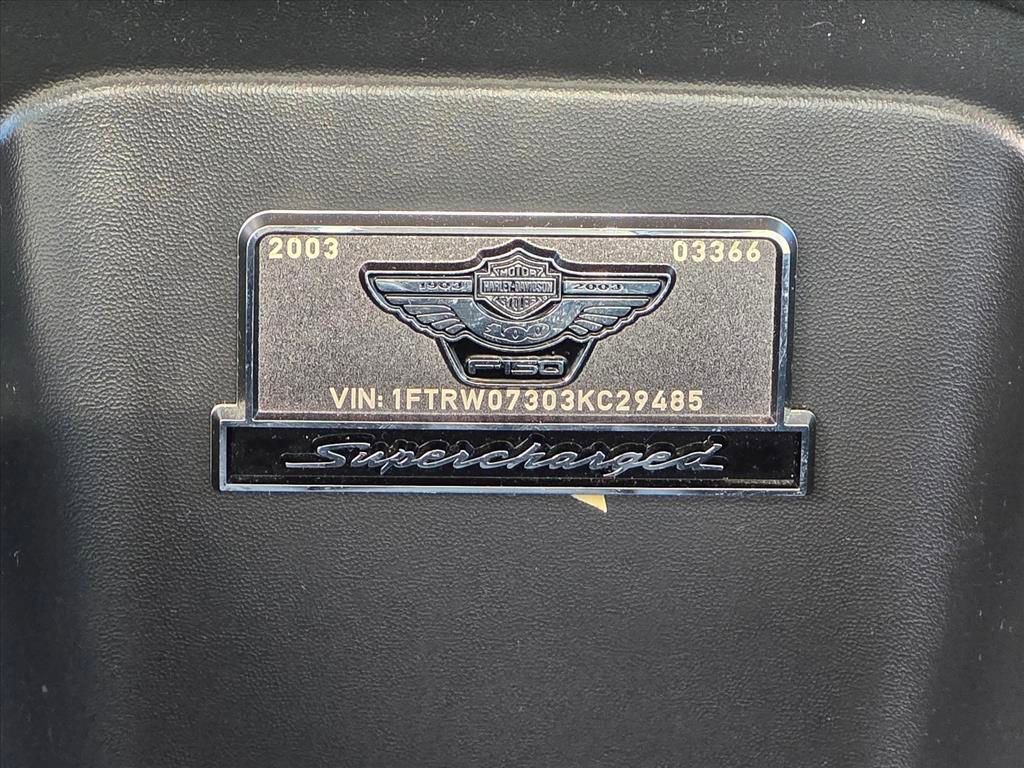 2003 03366
MOTOR
1903 HARLEY-DAVIDSON 2003
CYCLES
100
F-150
VIN: 1FTRW07303KC29485
Supercharged